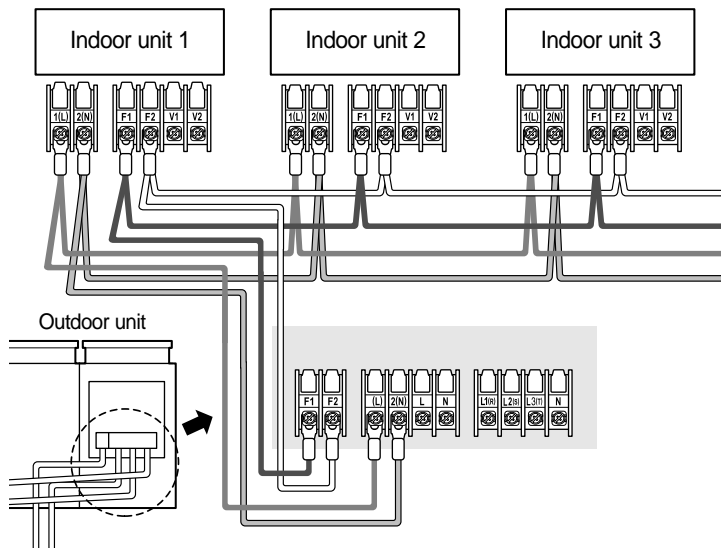 Indoor unit 1
Indoor unit 2
Indoor unit 3
1(L) 2(N) F1 F2 V1 V2
1(L) 2(N) F1 F2 V1 V2
1(L) 2(N) F1 F2 V1 V2
Outdoor unit
F1 F2 (L) 2(N) L N L1(R) L2(S) L3(T) N